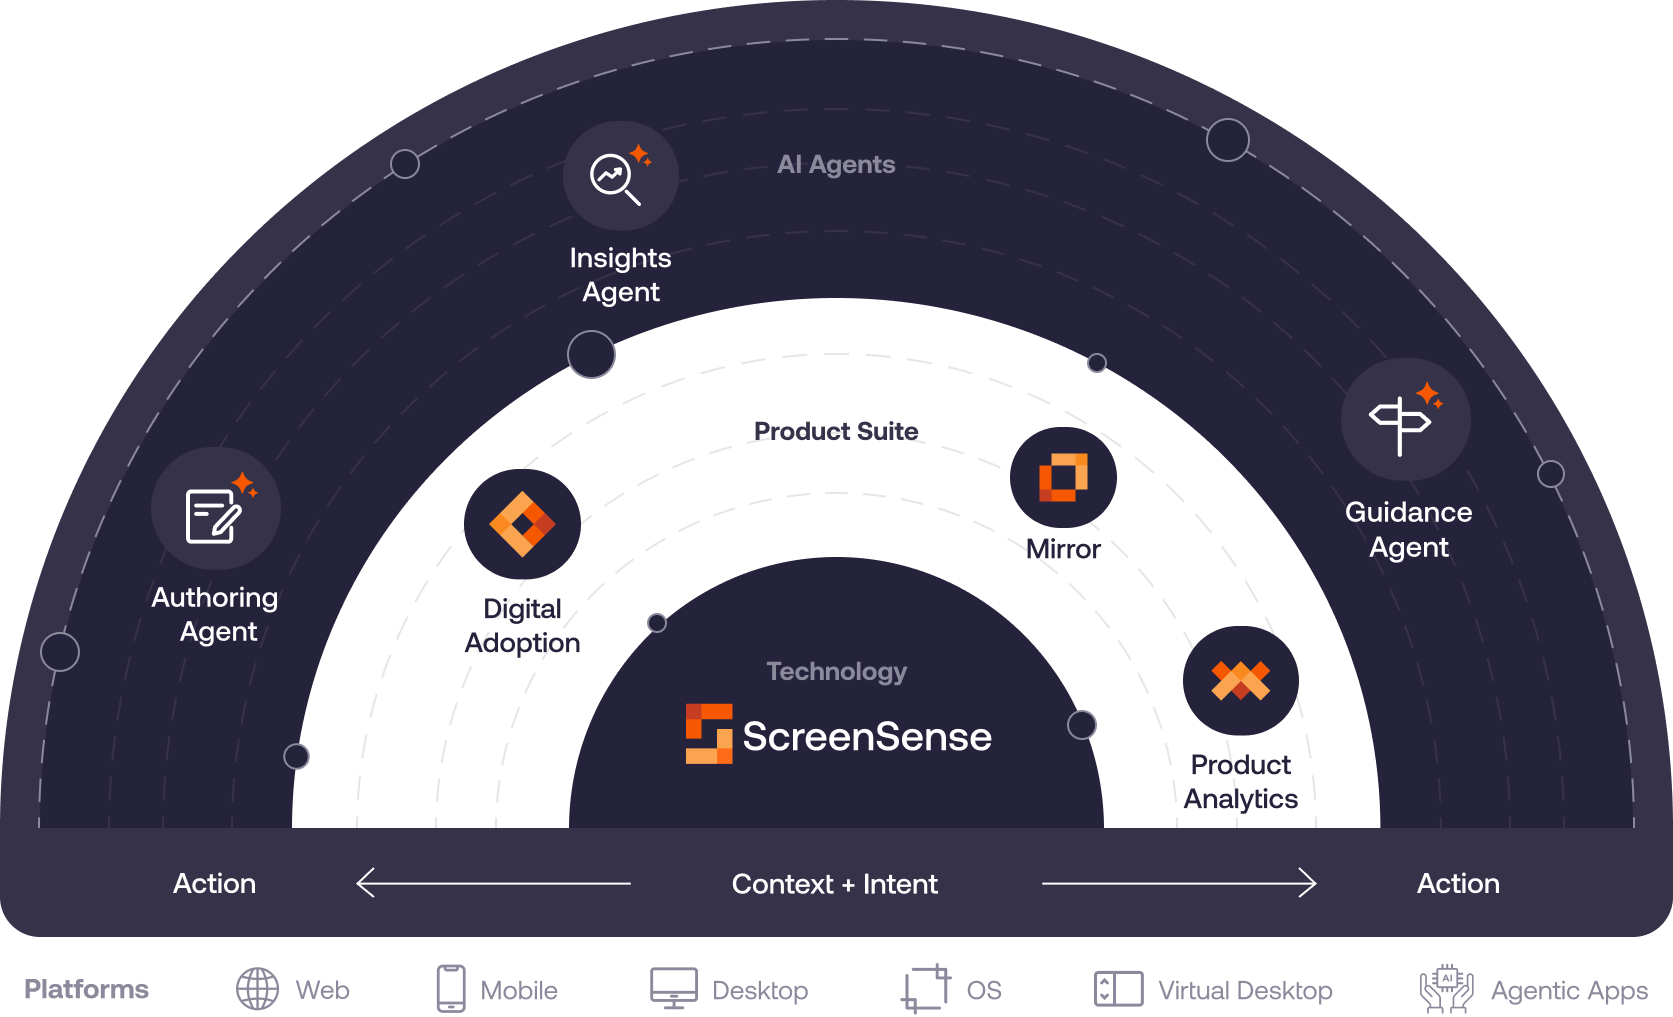 AI Agents
Insights
Agent
Authoring
Agent
Guidance
Agent
Product Suite
Digital
Adoption
Mirror
Product
Analytics
Technology
ScreenSense
Action
Context + Intent
Action
Platforms
Web
Mobile
Desktop
OS
Virtual Desktop
AI
Agentic Apps